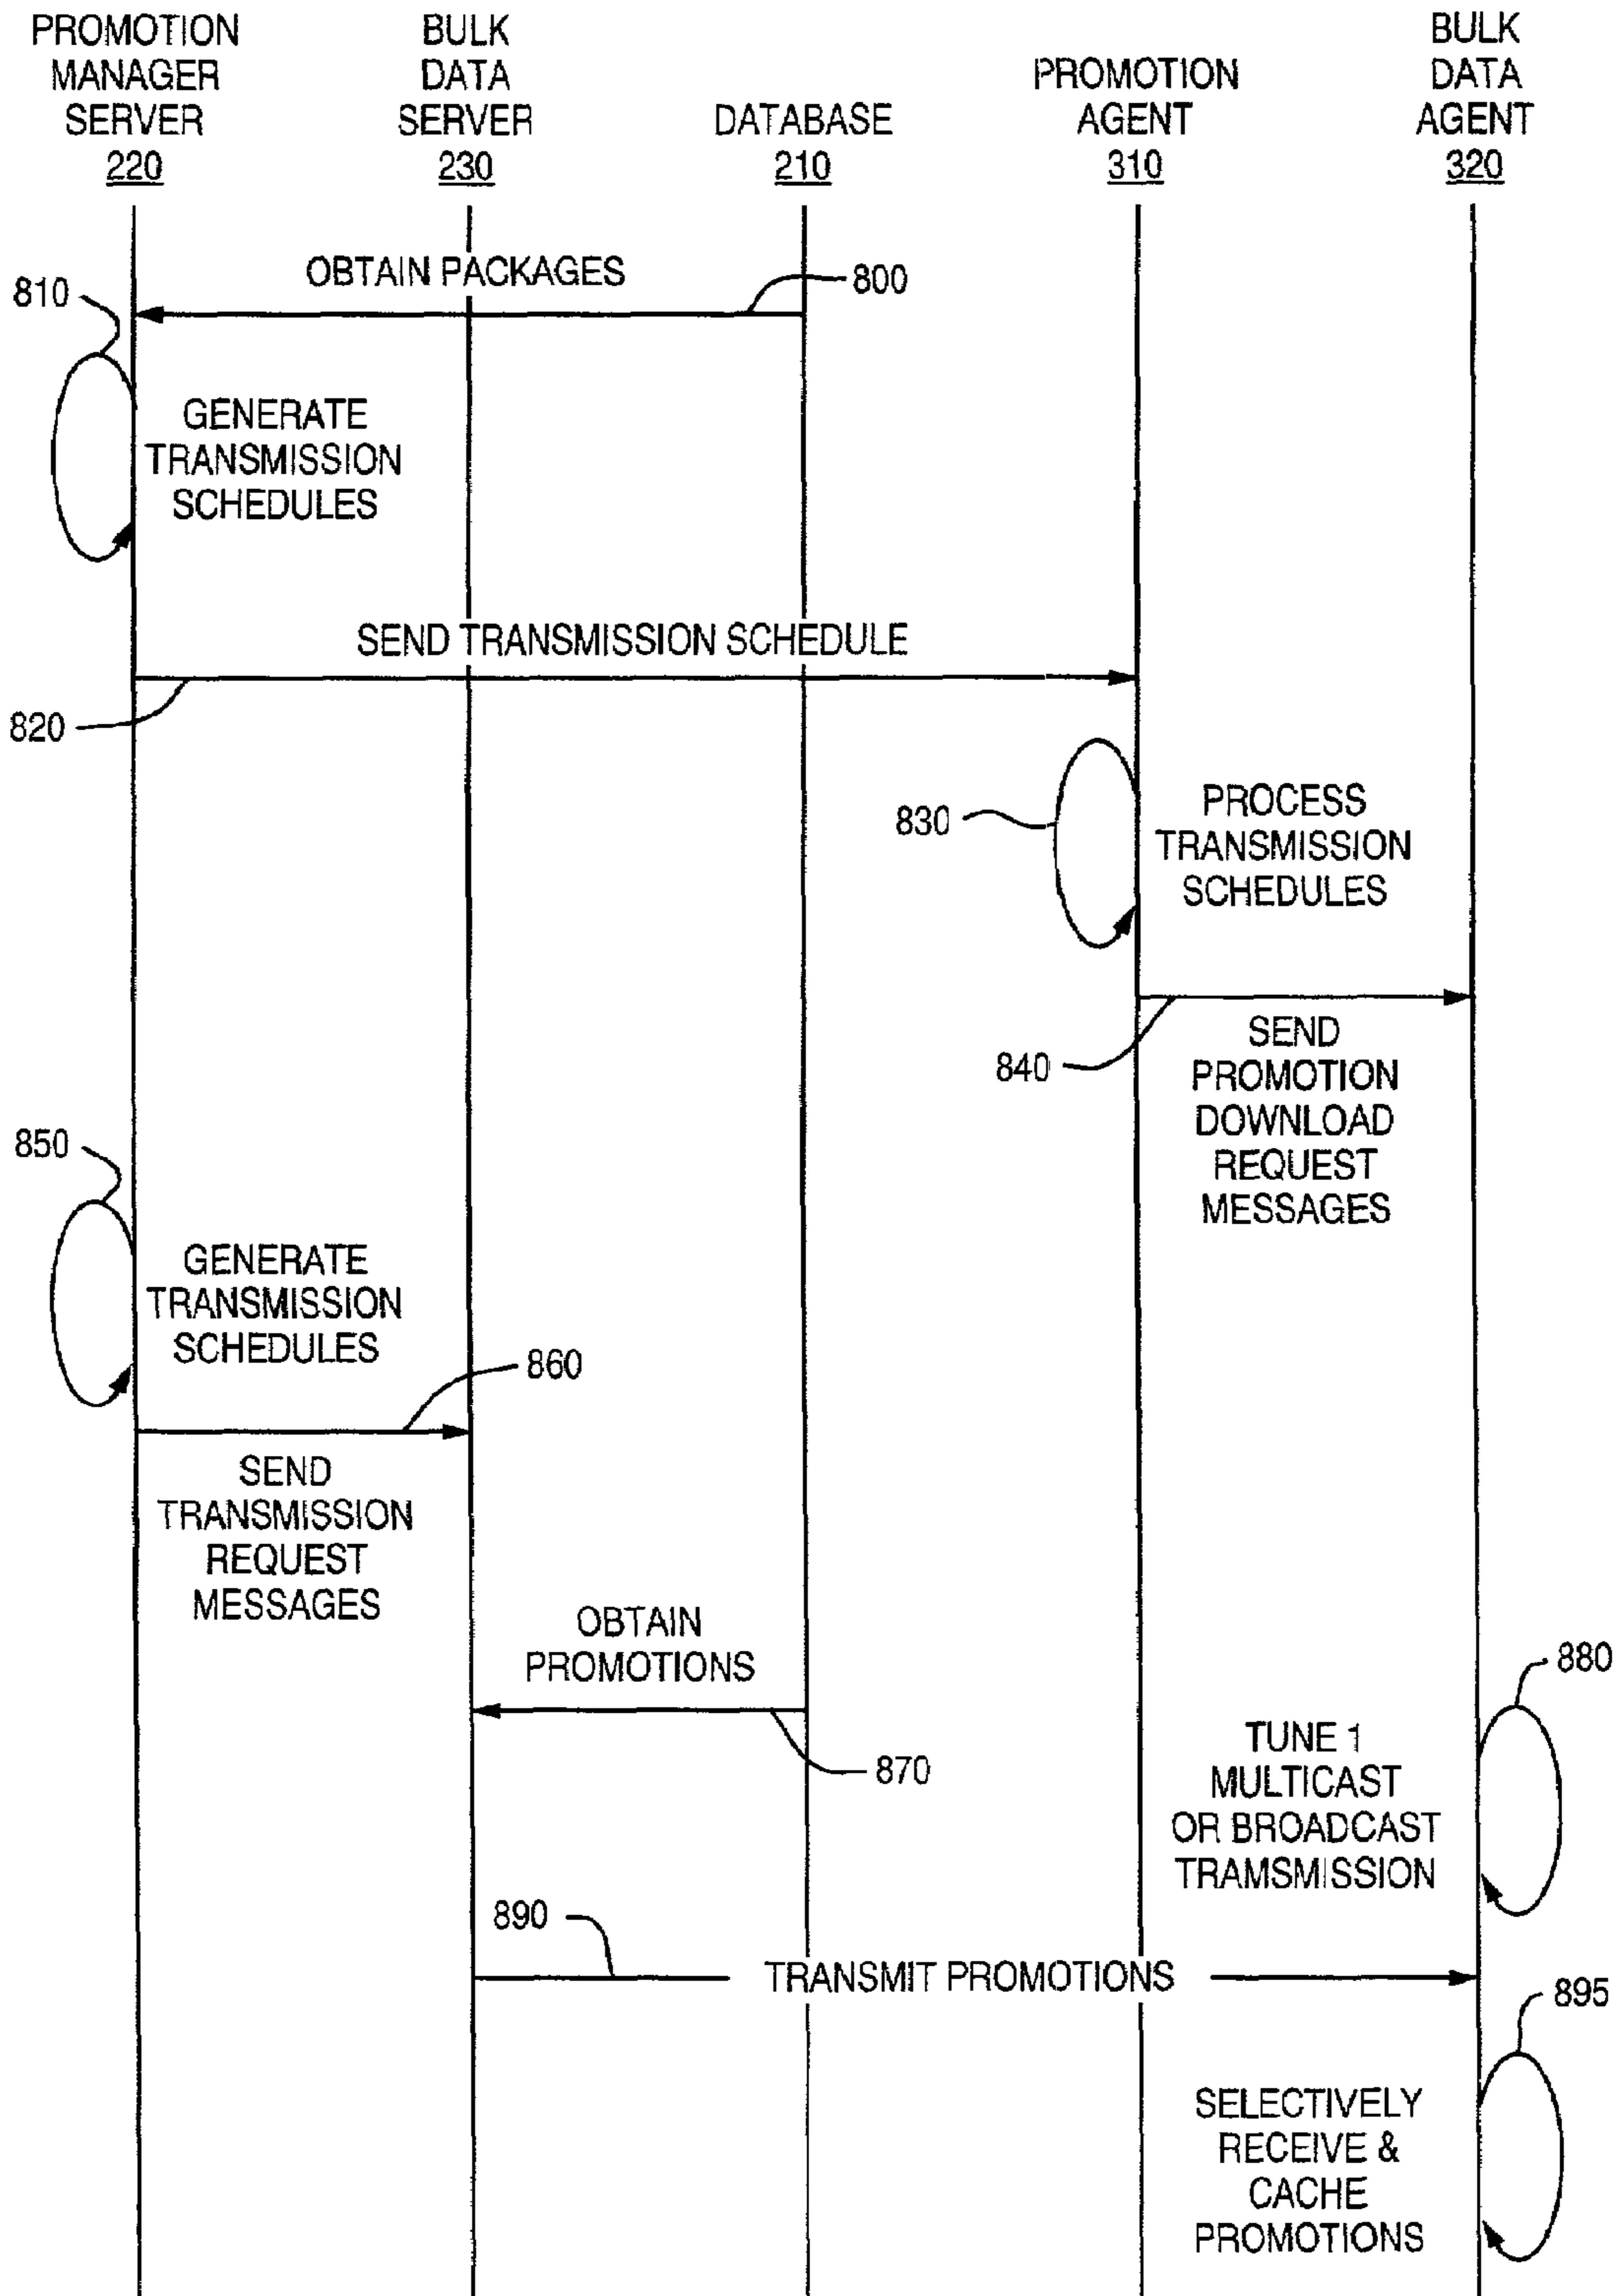 PROMOTION
MANAGER
SERVER
220
BULK
DATA
SERVER
230
DATABASE
210
PROMOTION
AGENT
310
BULK
DATA
AGENT
320
OBTAIN PACKAGES
800
810
GENERATE
TRANSMISSION
SCHEDULES
SEND TRANSMISSION SCHEDULE
820
830
PROCESS
TRANSMISSION
SCHEDULES
840
SEND
PROMOTION
DOWNLOAD
REQUEST
MESSAGES
850
GENERATE
TRANSMISSION
SCHEDULES
860
SEND
TRANSMISSION
REQUEST
MESSAGES
OBTAIN
PROMOTIONS
870
880
TUNE 1
MULTICAST
OR BROADCAST
TRAMSMISSION
890
TRANSMIT PROMOTIONS
895
SELECTIVELY
RECEIVE &
CACHE
PROMOTIONS